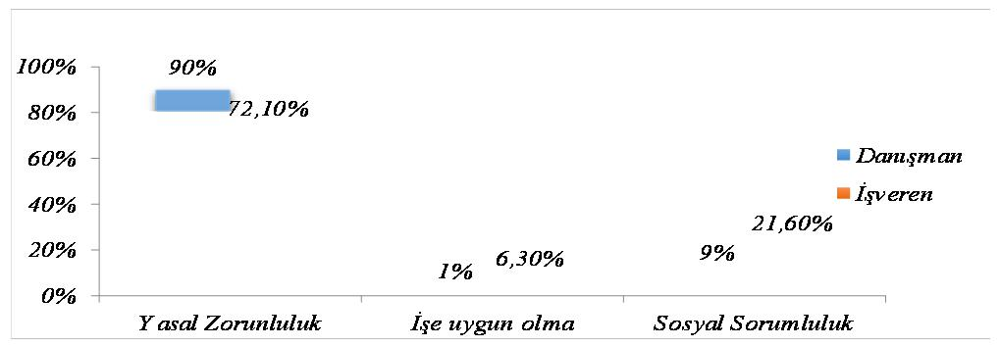 100%
80%
60%
40%
20%
0%
90%
72,10%
1%
6,30%
9%
21,60%
Yasal Zorunluluk
İşe uygun olma
Sosyal Sorumluluk
Danışman
İşveren